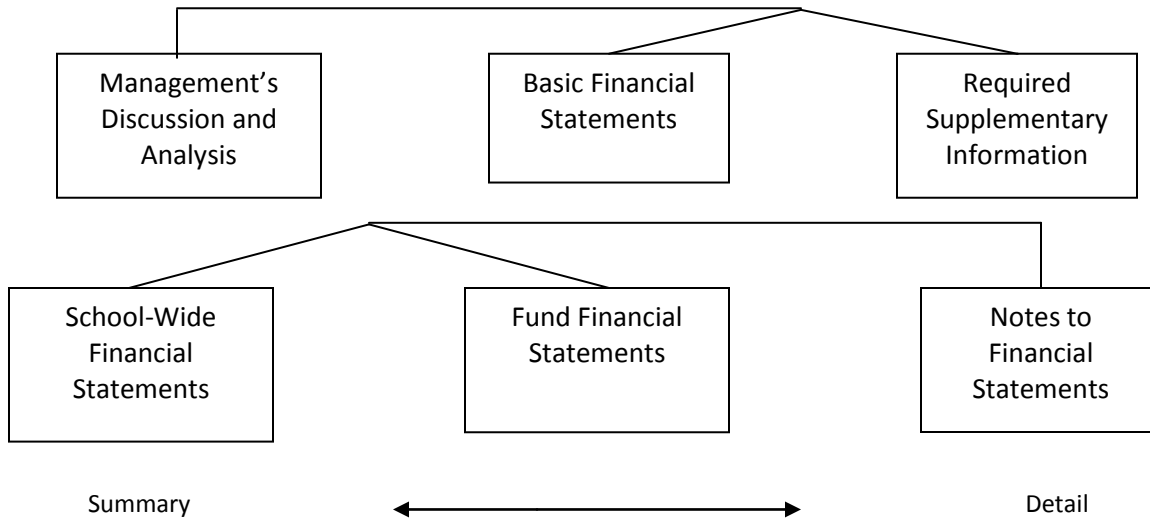 Management’s
Discussion and
Analysis
Basic Financial
Statements
Required
Supplementary
Information
School-Wide
Financial
Statements
Fund Financial
Statements
Notes to
Financial
Statements
Summary
Detail